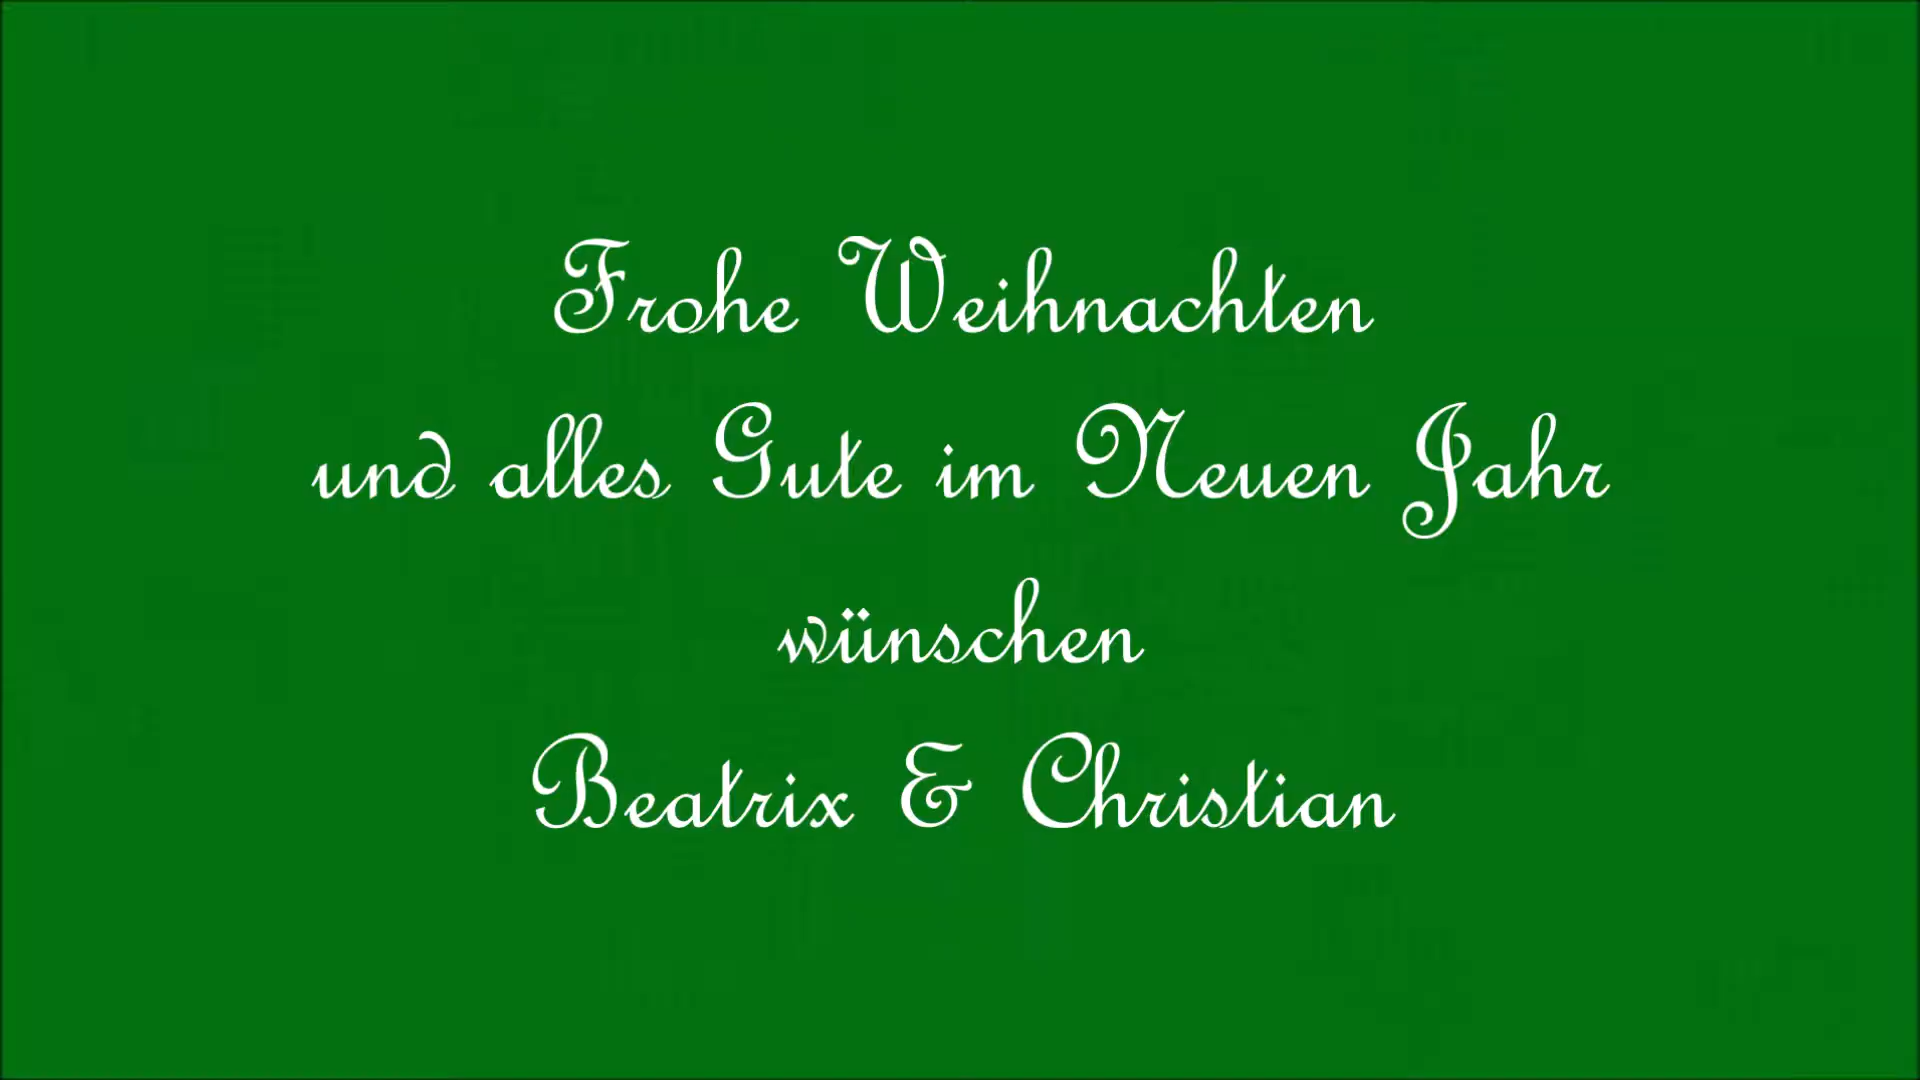 Frohe Weihnachten
und alles Gute im Neuen Jahr
wünschen
Beatrix & Christian